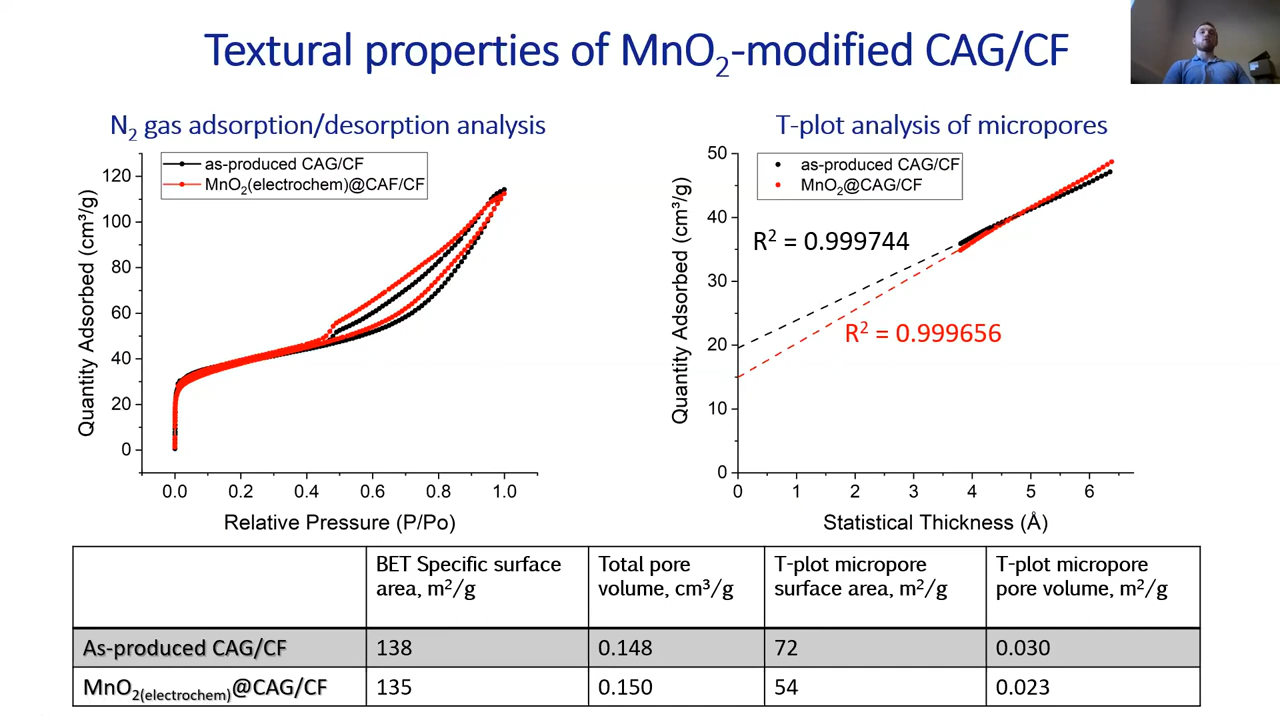 Textural properties of MnO₂-modified CAG/CF
N₂ gas adsorption/desorption analysis
as-produced CAG/CF
MnO₂(electrochem)@CAF/CF
Quantity Adsorbed (cm³/g)
120
100
80
60
40
20
0
0.0 0.2 0.4 0.6 0.8 1.0
Relative Pressure (P/Po)
T-plot analysis of micropores
as-produced CAG/CF
MnO₂@CAG/CF
R² = 0.999744
R² = 0.999656
Quantity Adsorbed (cm³/g)
50
40
30
20
10
0
0 1 2 3 4 5 6
Statistical Thickness (Å)
BET Specific surface area, m²/g
Total pore volume, cm³/g
T-plot micropore surface area, m²/g
T-plot micropore pore volume, m²/g
As-produced CAG/CF 138 0.148 72 0.030
MnO₂(electrochem)@CAG/CF 135 0.150 54 0.023